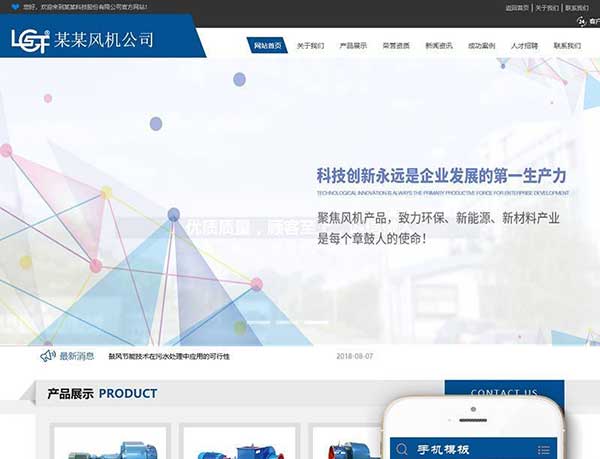 您好，欢迎来到某某科技股份有限公司官方网站！
返回首页 | 关于我们 | 联系我们
24
LGT® 某某风机公司
网站首页 关于我们 产品展示 荣誉资质 新闻资讯 成功案例 人才招聘 联系我们
科技创新永远是企业发展的第一生产力
TECHNOLOGICAL INNOVATION IS ALWAYS THE PRIMARY PRODUCTIVE FORCE FOR ENTERPRISE DEVELOPMENT
聚焦风机产品，致力环保、新能源、新材料产业
优质质量，顾客至
是每个章鼓人的使命！
最新消息 鼓风节能技术在污水处理中应用的可行性 2018-08-07
产品展示 PRODUCT
CONTACT US
手机模板